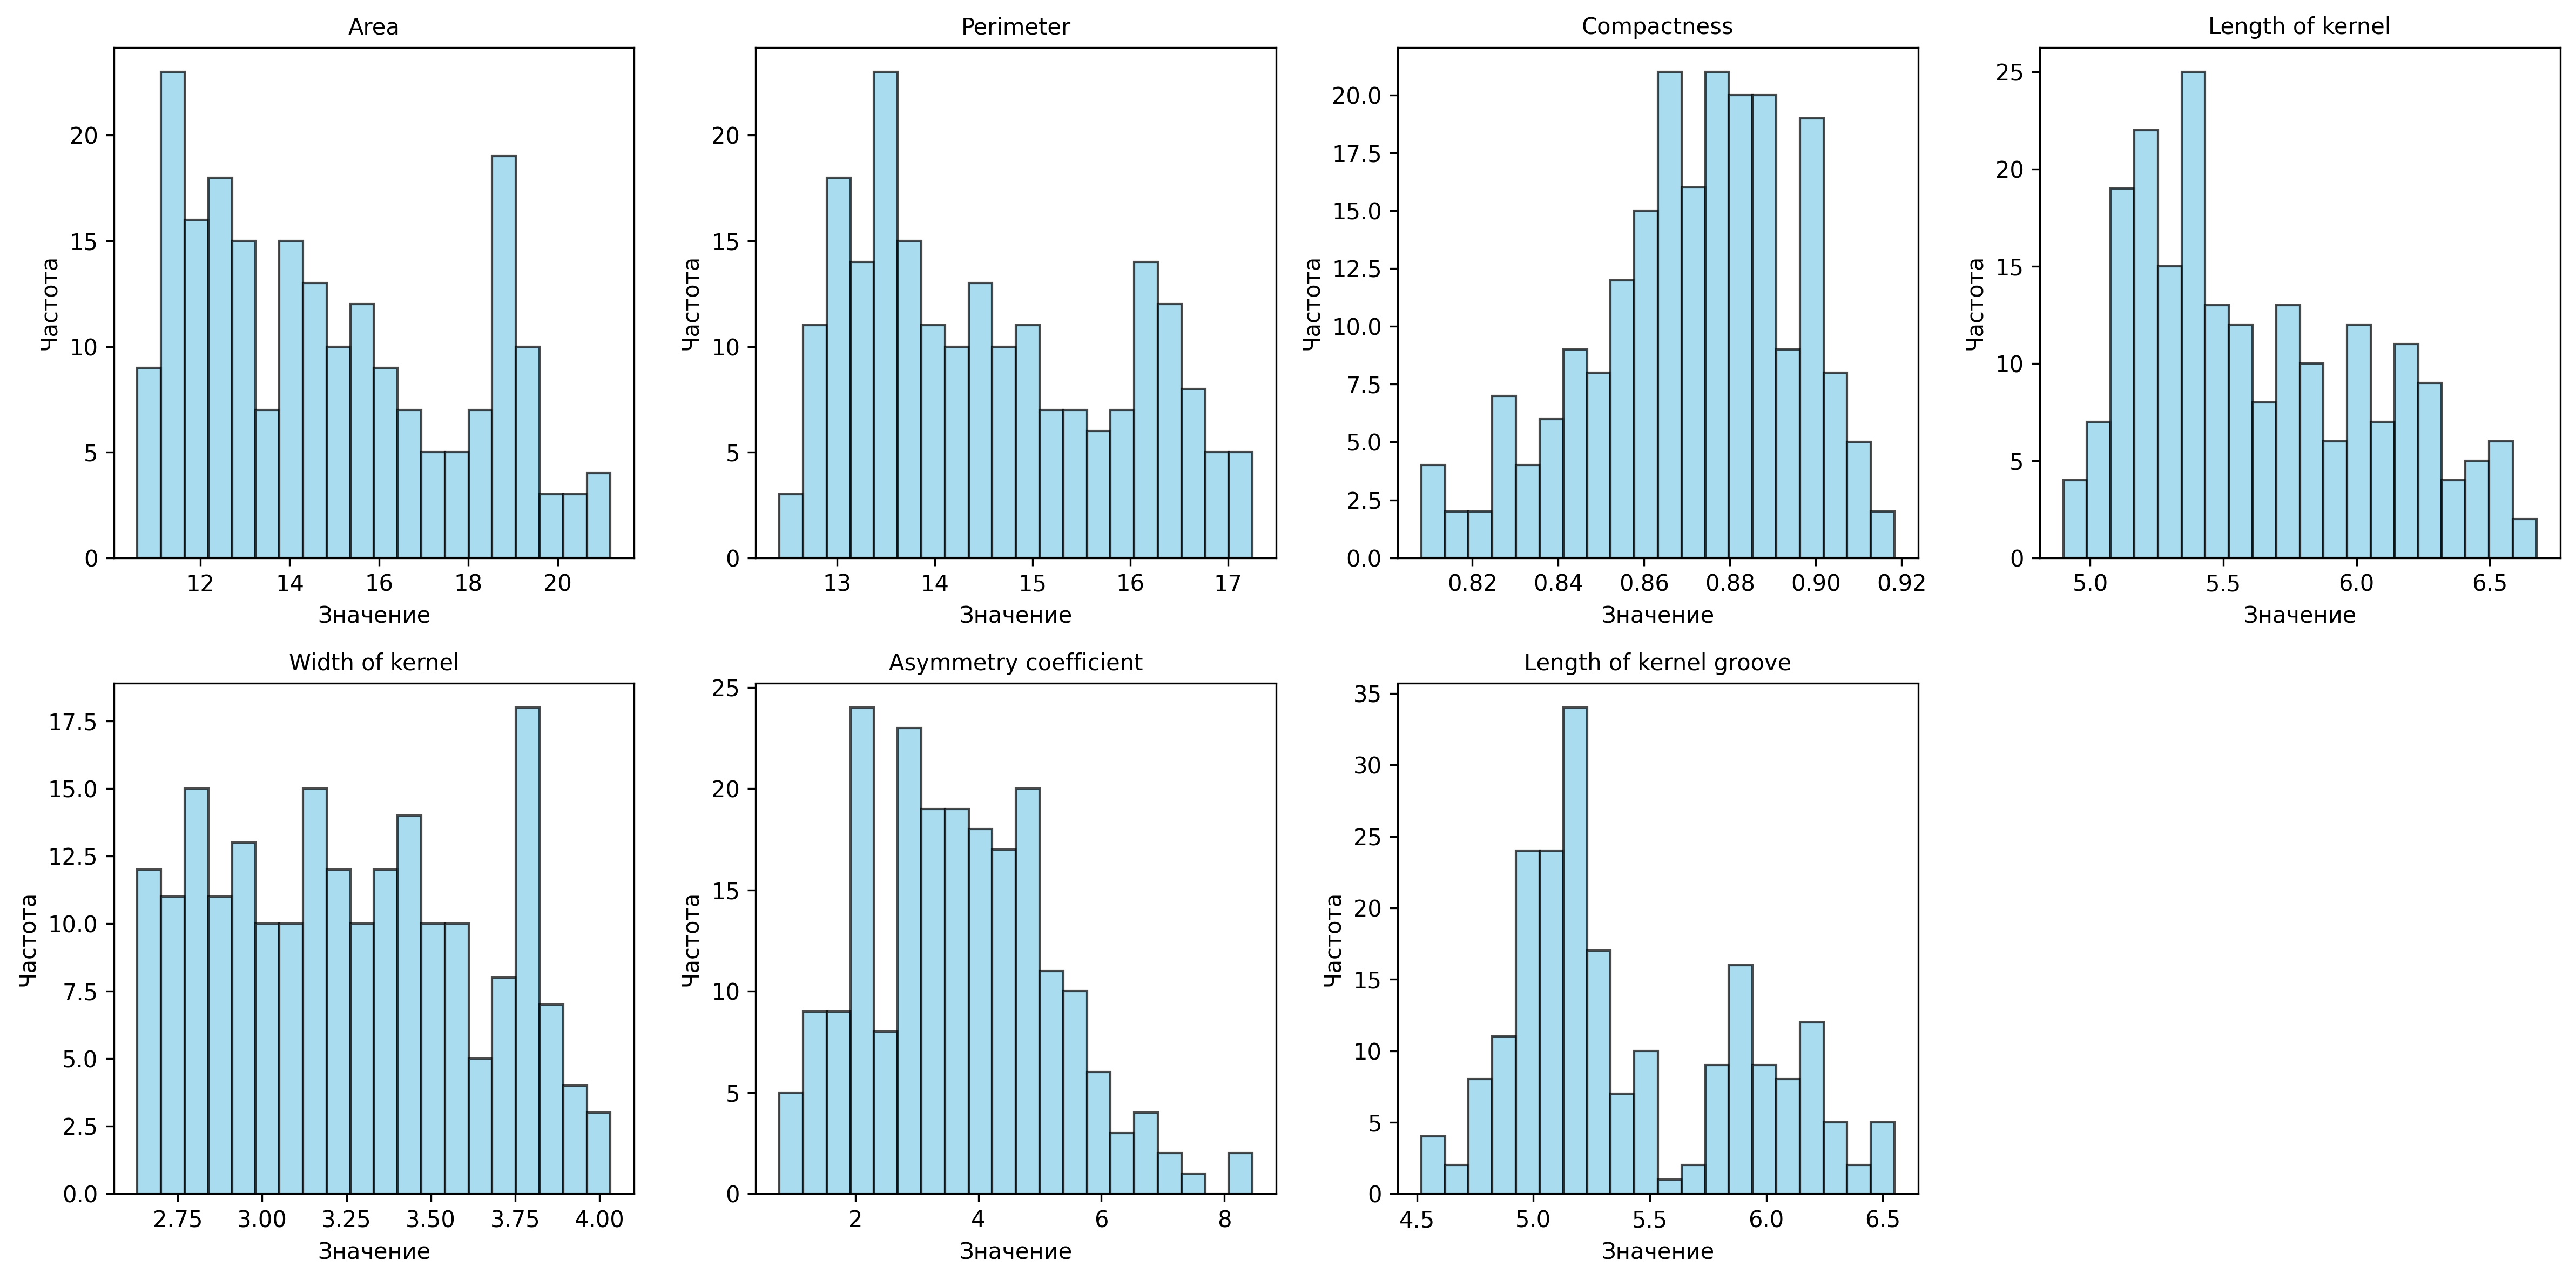 Area
Частота
20
15
10
5
0
12 14 16 18 20
Значение
Perimeter
Частота
20
15
10
5
0
13 14 15 16 17
Значение
Compactness
Частота
20.0
17.5
15.0
12.5
10.0
7.5
5.0
2.5
0.0
0.82 0.84 0.86 0.88 0.90 0.92
Значение
Length of kernel
Частота
25
20
15
10
5
0
5.0 5.5 6.0 6.5
Значение
Width of kernel
Частота
17.5
15.0
12.5
10.0
7.5
5.0
2.5
0.0
2.75 3.00 3.25 3.50 3.75 4.00
Значение
Asymmetry coefficient
Частота
25
20
15
10
5
0
2 4 6 8
Значение
Length of kernel groove
Частота
35
30
25
20
15
10
5
0
4.5 5.0 5.5 6.0 6.5
Значение